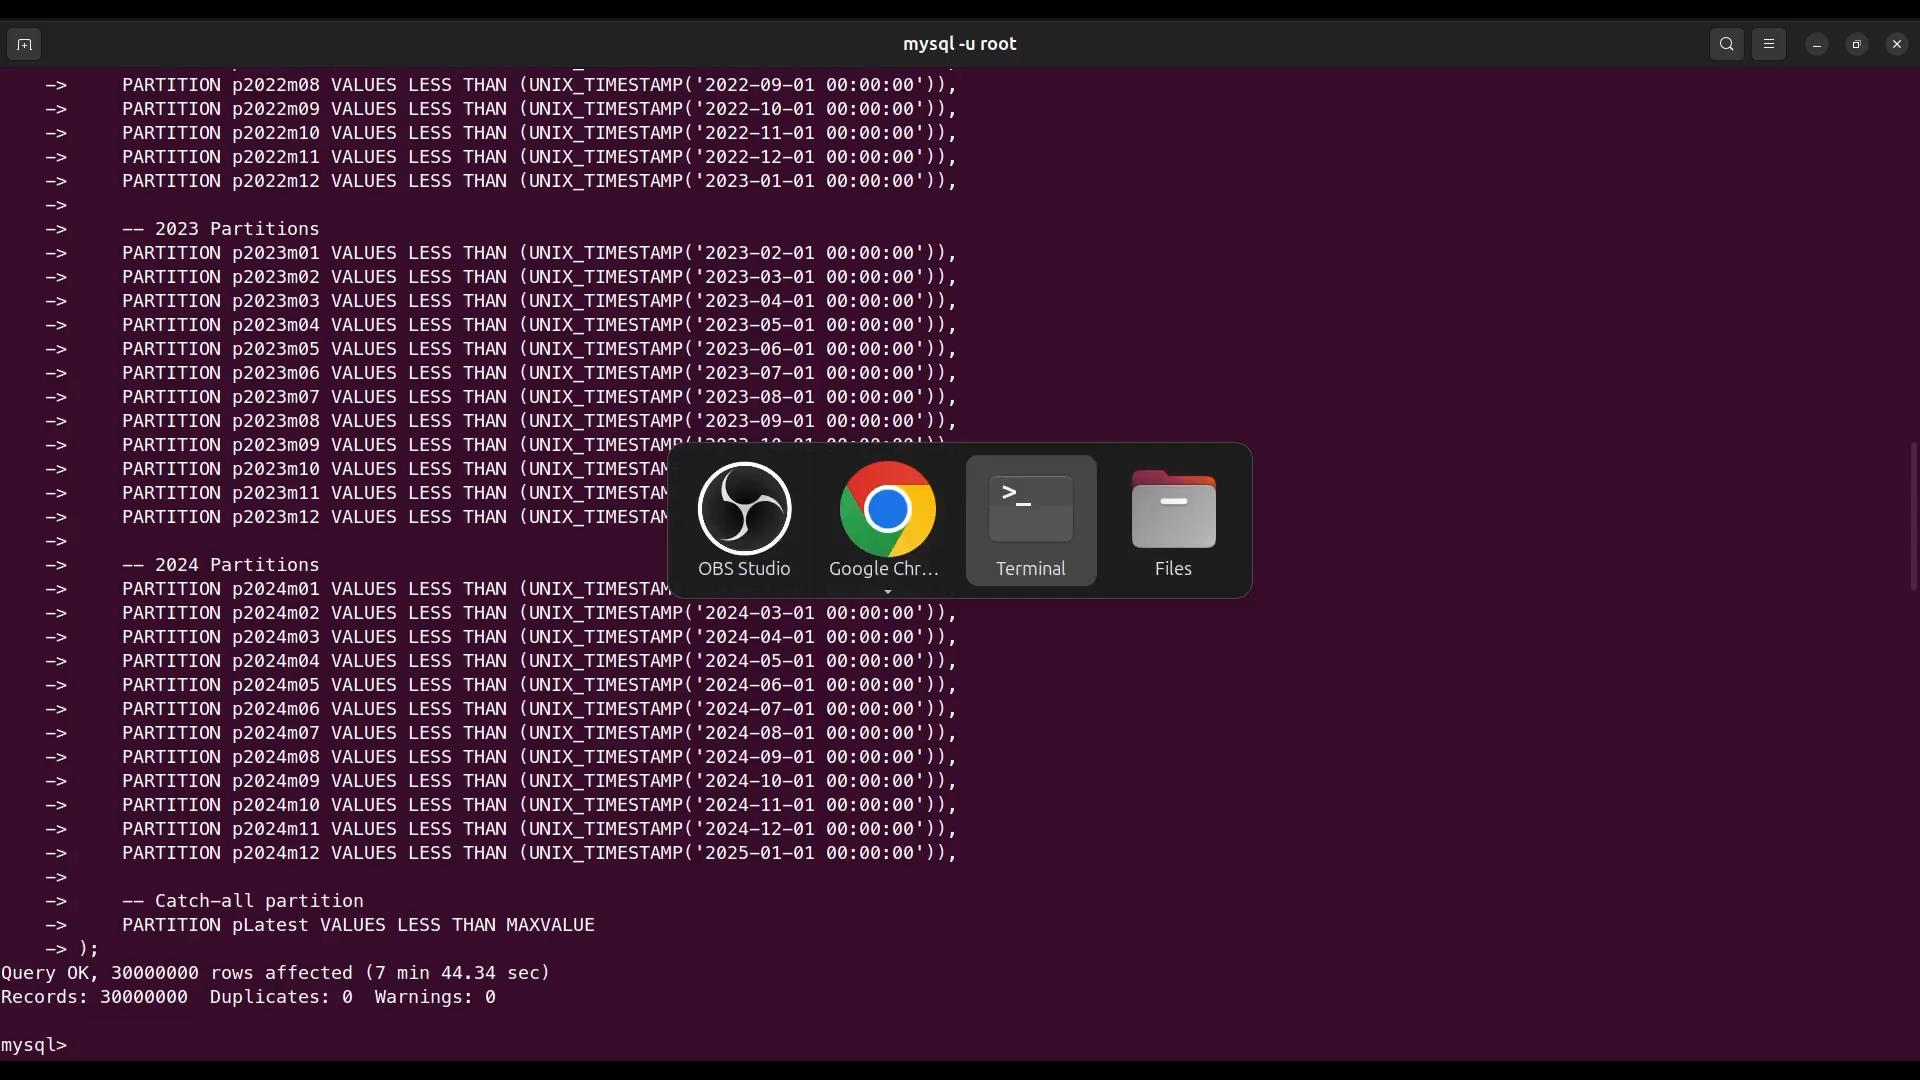 mysql -u root
-> PARTITION p2022m08 VALUES LESS THAN (UNIX_TIMESTAMP('2022-09-01 00:00:00')),
-> PARTITION p2022m09 VALUES LESS THAN (UNIX_TIMESTAMP('2022-10-01 00:00:00')),
-> PARTITION p2022m10 VALUES LESS THAN (UNIX_TIMESTAMP('2022-11-01 00:00:00')),
-> PARTITION p2022m11 VALUES LESS THAN (UNIX_TIMESTAMP('2022-12-01 00:00:00')),
-> PARTITION p2022m12 VALUES LESS THAN (UNIX_TIMESTAMP('2023-01-01 00:00:00')),
->
-> -- 2023 Partitions
-> PARTITION p2023m01 VALUES LESS THAN (UNIX_TIMESTAMP('2023-02-01 00:00:00')),
-> PARTITION p2023m02 VALUES LESS THAN (UNIX_TIMESTAMP('2023-03-01 00:00:00')),
-> PARTITION p2023m03 VALUES LESS THAN (UNIX_TIMESTAMP('2023-04-01 00:00:00')),
-> PARTITION p2023m04 VALUES LESS THAN (UNIX_TIMESTAMP('2023-05-01 00:00:00')),
-> PARTITION p2023m05 VALUES LESS THAN (UNIX_TIMESTAMP('2023-06-01 00:00:00')),
-> PARTITION p2023m06 VALUES LESS THAN (UNIX_TIMESTAMP('2023-07-01 00:00:00')),
-> PARTITION p2023m07 VALUES LESS THAN (UNIX_TIMESTAMP('2023-08-01 00:00:00')),
-> PARTITION p2023m08 VALUES LESS THAN (UNIX_TIMESTAMP('2023-09-01 00:00:00')),
-> PARTITION p2023m09 VALUES LESS THAN (UNIX_TIMESTAMP('2023-10-01 00:00:00')),
-> PARTITION p2023m10 VALUES LESS THAN (UNIX_TIMESTAM
-> PARTITION p2023m11 VALUES LESS THAN (UNIX_TIMESTAM
-> PARTITION p2023m12 VALUES LESS THAN (UNIX_TIMESTAM
->
-> -- 2024 Partitions
-> PARTITION p2024m01 VALUES LESS THAN (UNIX_TIMESTAM
-> PARTITION p2024m02 VALUES LESS THAN (UNIX_TIMESTAMP('2024-03-01 00:00:00')),
-> PARTITION p2024m03 VALUES LESS THAN (UNIX_TIMESTAMP('2024-04-01 00:00:00')),
-> PARTITION p2024m04 VALUES LESS THAN (UNIX_TIMESTAMP('2024-05-01 00:00:00')),
-> PARTITION p2024m05 VALUES LESS THAN (UNIX_TIMESTAMP('2024-06-01 00:00:00')),
-> PARTITION p2024m06 VALUES LESS THAN (UNIX_TIMESTAMP('2024-07-01 00:00:00')),
-> PARTITION p2024m07 VALUES LESS THAN (UNIX_TIMESTAMP('2024-08-01 00:00:00')),
-> PARTITION p2024m08 VALUES LESS THAN (UNIX_TIMESTAMP('2024-09-01 00:00:00')),
-> PARTITION p2024m09 VALUES LESS THAN (UNIX_TIMESTAMP('2024-10-01 00:00:00')),
-> PARTITION p2024m10 VALUES LESS THAN (UNIX_TIMESTAMP('2024-11-01 00:00:00')),
-> PARTITION p2024m11 VALUES LESS THAN (UNIX_TIMESTAMP('2024-12-01 00:00:00')),
-> PARTITION p2024m12 VALUES LESS THAN (UNIX_TIMESTAMP('2025-01-01 00:00:00')),
->
-> -- Catch-all partition
-> PARTITION pLatest VALUES LESS THAN MAXVALUE
-> );
Query OK, 30000000 rows affected (7 min 44.34 sec)
Records: 30000000 Duplicates: 0 Warnings: 0
mysql>
>_
OBS Studio
Google Chr...
Terminal
Files